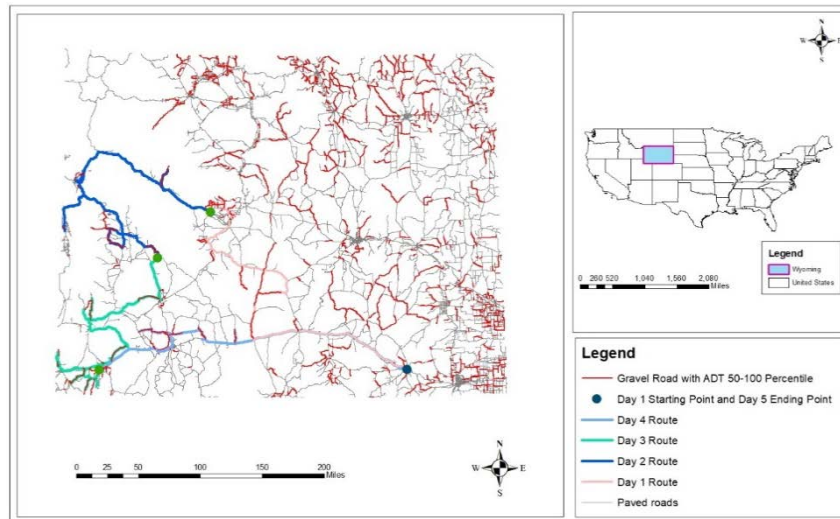 N
W E
S
0 260 520 1,040 1,560 2,080
Miles
Legend
Wyoming
United States
0 25 50 100 150 200
Miles
N
W E
S
Legend
Gravel Road with ADT 50-100 Percentile
Day 1 Starting Point and Day 5 Ending Point
Day 4 Route
Day 3 Route
Day 2 Route
Day 1 Route
Paved roads